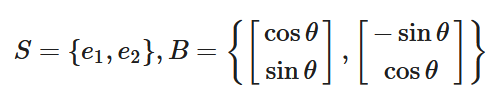 S = {e₁, e₂}, B = { [cos θ sin θ], [− sin θ cos θ] }